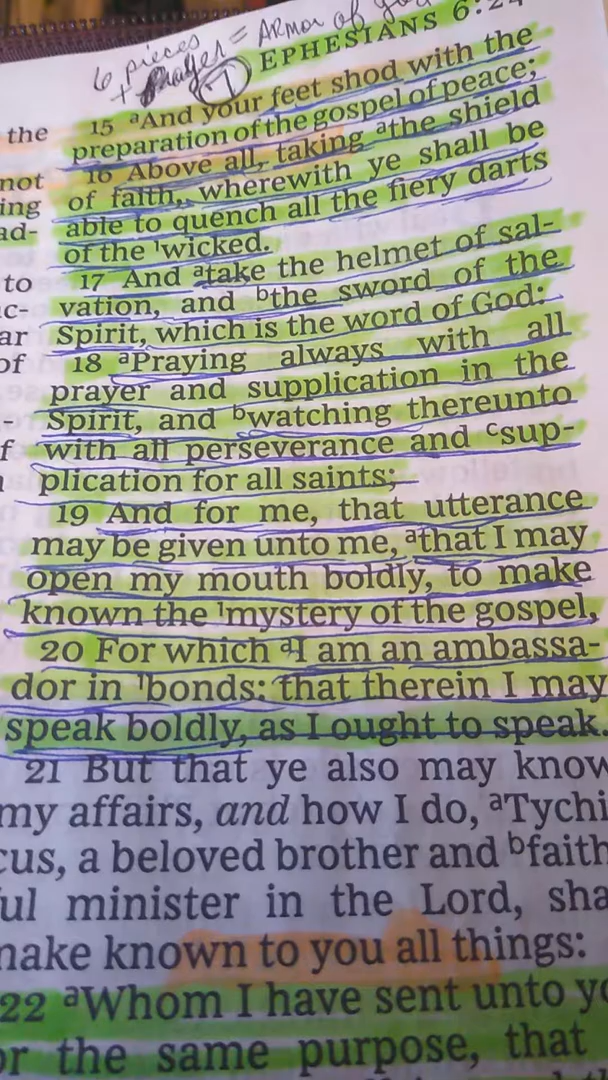 6 pieces
+ Prayer = ARMOR of God
7
EPHESIANS 6:24
the
not
ing
ad-
to
c-
ar
of
-
f
15 ᵃAnd your feet shod with the
preparation of the gospel of peace;
16 Above all, taking ᵃthe shield
of faith, wherewith ye shall be
able to quench all the fiery darts
of the ¹wicked.
17 And ᵃtake the helmet of sal-
vation, and ᵇthe sword of the
Spirit, which is the word of God:
18 ᵃPraying always with all
prayer and supplication in the
Spirit, and ᵇwatching thereunto
with all perseverance and ᶜsup-
plication for all saints;
19 And for me, that utterance
may be given unto me, ᵃthat I may
open my mouth boldly, to make
known the ¹mystery of the gospel,
20 For which ᵃI am an ambassa-
dor in ¹bonds: that therein I may
speak boldly, as I ought to speak.
21 But that ye also may know
my affairs, and how I do, ᵃTychi
cus, a beloved brother and ᵇfaith
ul minister in the Lord, sha
make known to you all things:
22 ᵃWhom I have sent unto yo
or the same purpose, that